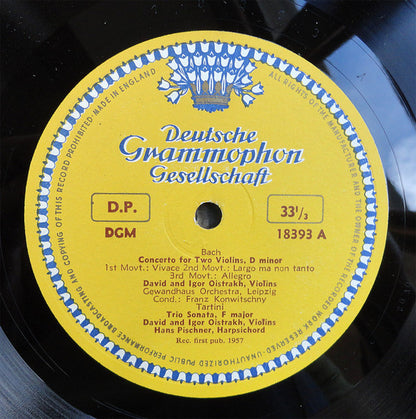 ALL RIGHTS OF THE MANUFACTURER AND OF THE OWNER OF THE RECORDED WORK RESERVED-UNAUTHORIZED PUBLIC PERFORMANCE BROADCASTING AND COPYING OF THIS RECORD PROHIBITED·MADE IN ENGLAND
Deutsche
Grammophon
Gesellschaft
D.P.
33 1/3
DGM
18393 A
Bach
Concerto for Two Violins, D minor
1st Movt.: Vivace 2nd Movt.: Largo ma non tanto
3rd Movt.: Allegro
David and Igor Oistrakh, Violins
Gewandhaus Orchestra, Leipzig
Cond.: Franz Konwitschny
Tartini
Trio Sonata, F major
David and Igor Oistrakh, Violins
Hans Pischner, Harpsichord
Rec. first pub. 1957